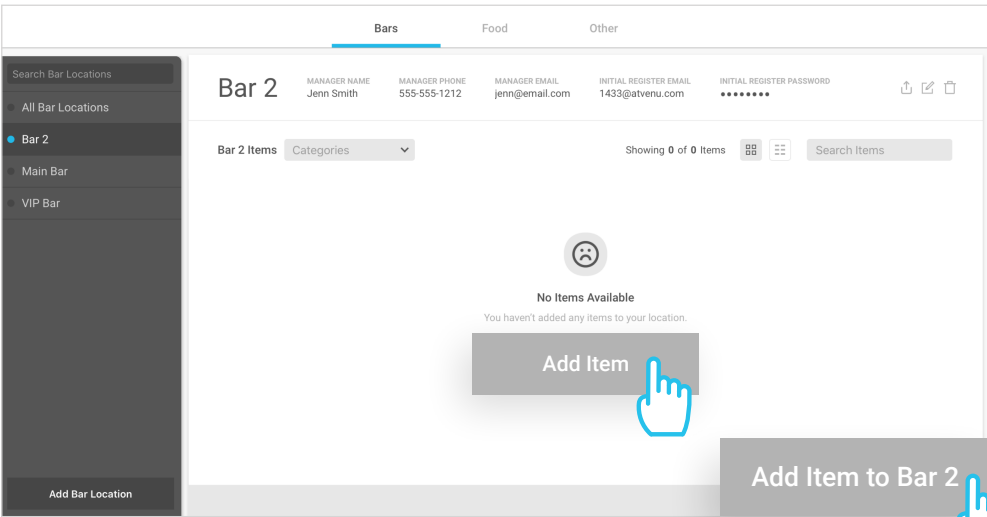 Bars Food Other
Search Bar Locations
All Bar Locations
Bar 2
Main Bar
VIP Bar
Add Bar Location
Bar 2
MANAGER NAME
Jenn Smith
MANAGER PHONE
555-555-1212
MANAGER EMAIL
jenn@email.com
INITIAL REGISTER EMAIL
1433@atvenu.com
INITIAL REGISTER PASSWORD
••••••••
Bar 2 Items Categories Showing 0 of 0 Items Search Items
No Items Available
You haven't added any items to your location.
Add Item
Add Item to Bar 2